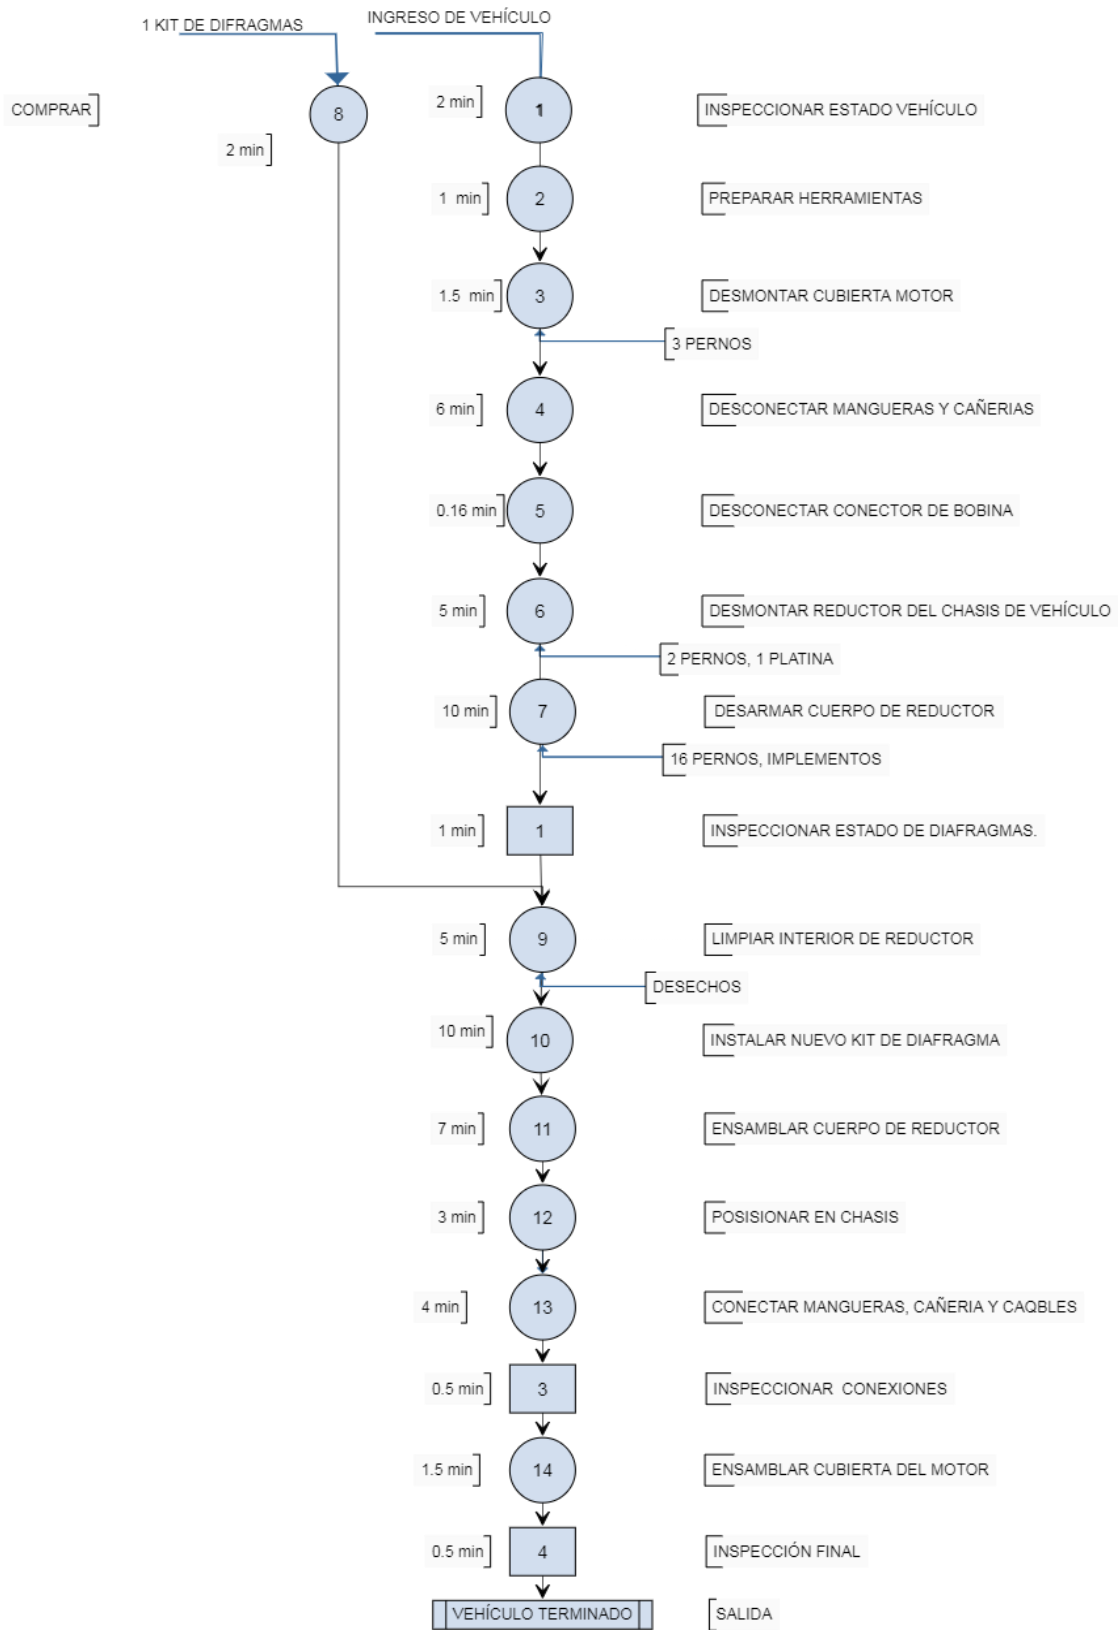 INGRESO DE VEHÍCULO
1 KIT DE DIFRAGMAS
COMPRAR
8
2 min
2 min
1
INSPECCIONAR ESTADO VEHÍCULO
1 min
2
PREPARAR HERRAMIENTAS
1.5 min
3
DESMONTAR CUBIERTA MOTOR
3 PERNOS
6 min
4
DESCONECTAR MANGUERAS Y CAÑERIAS
0.16 min
5
DESCONECTAR CONECTOR DE BOBINA
5 min
6
DESMONTAR REDUCTOR DEL CHASIS DE VEHÍCULO
2 PERNOS, 1 PLATINA
10 min
7
DESARMAR CUERPO DE REDUCTOR
16 PERNOS, IMPLEMENTOS
1 min
1
INSPECCIONAR ESTADO DE DIAFRAGMAS.
5 min
9
LIMPIAR INTERIOR DE REDUCTOR
DESECHOS
10 min
10
INSTALAR NUEVO KIT DE DIAFRAGMA
7 min
11
ENSAMBLAR CUERPO DE REDUCTOR
3 min
12
POSISIONAR EN CHASIS
4 min
13
CONECTAR MANGUERAS, CAÑERIA Y CAQBLES
0.5 min
3
INSPECCIONAR CONEXIONES
1.5 min
14
ENSAMBLAR CUBIERTA DEL MOTOR
0.5 min
4
INSPECCIÓN FINAL
VEHÍCULO TERMINADO
SALIDA